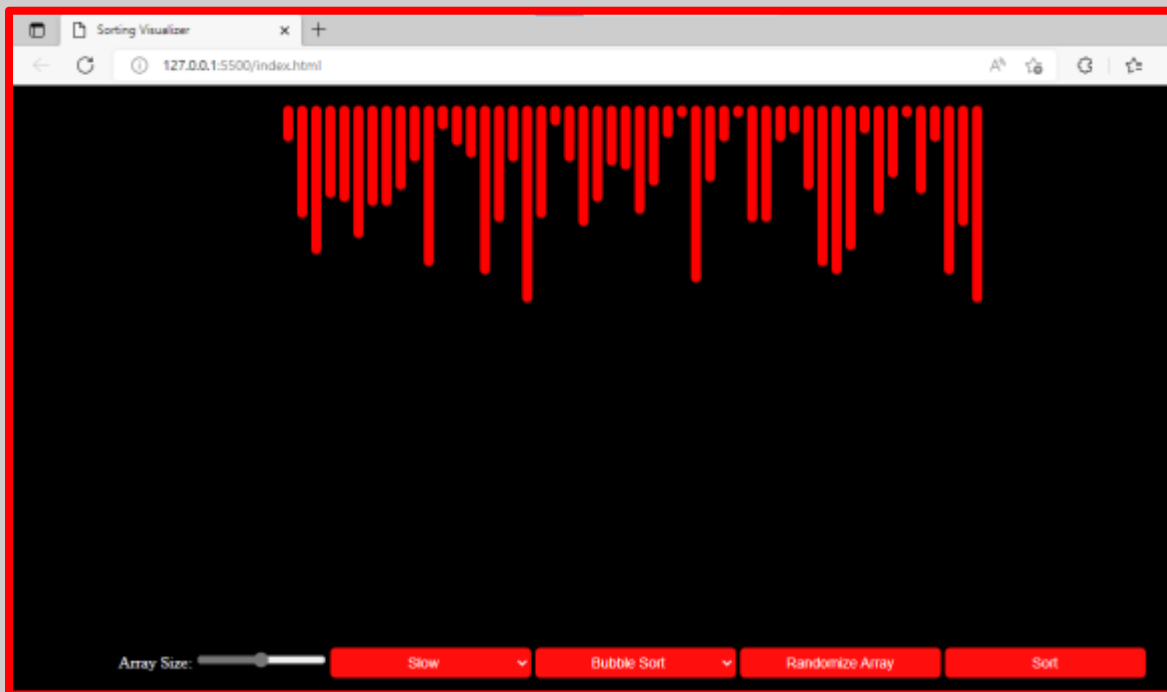 Sorting Visualizer
127.0.0.1:5500/index.html
Array Size: Slow Bubble Sort Randomize Array Sort